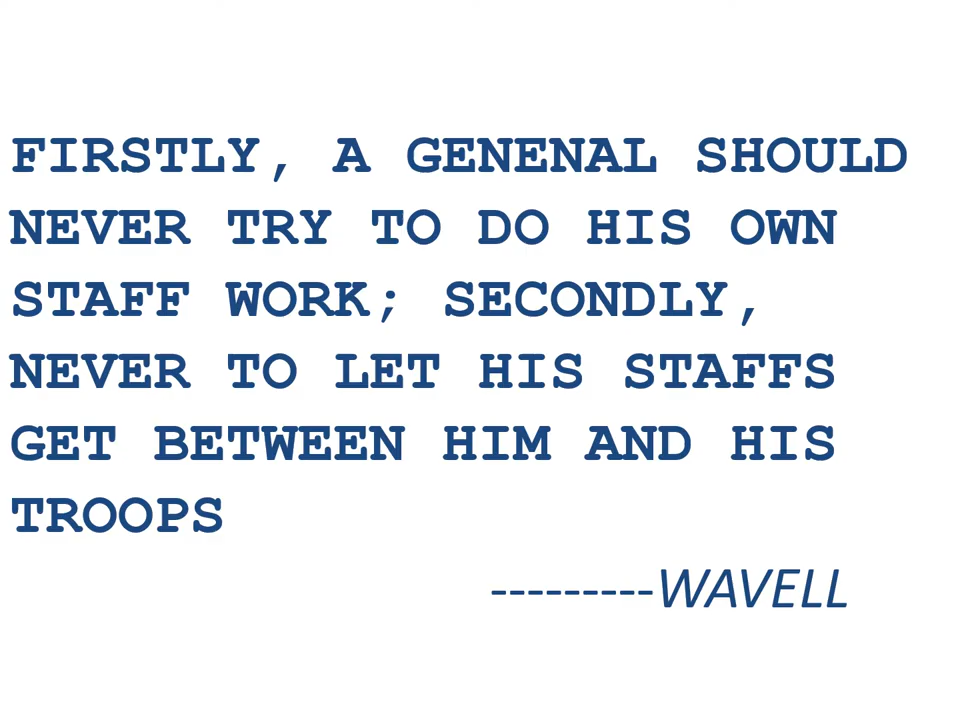 FIRSTLY, A GENENAL SHOULD
NEVER TRY TO DO HIS OWN
STAFF WORK; SECONDLY,
NEVER TO LET HIS STAFFS
GET BETWEEN HIM AND HIS
TROOPS
---------WAVELL